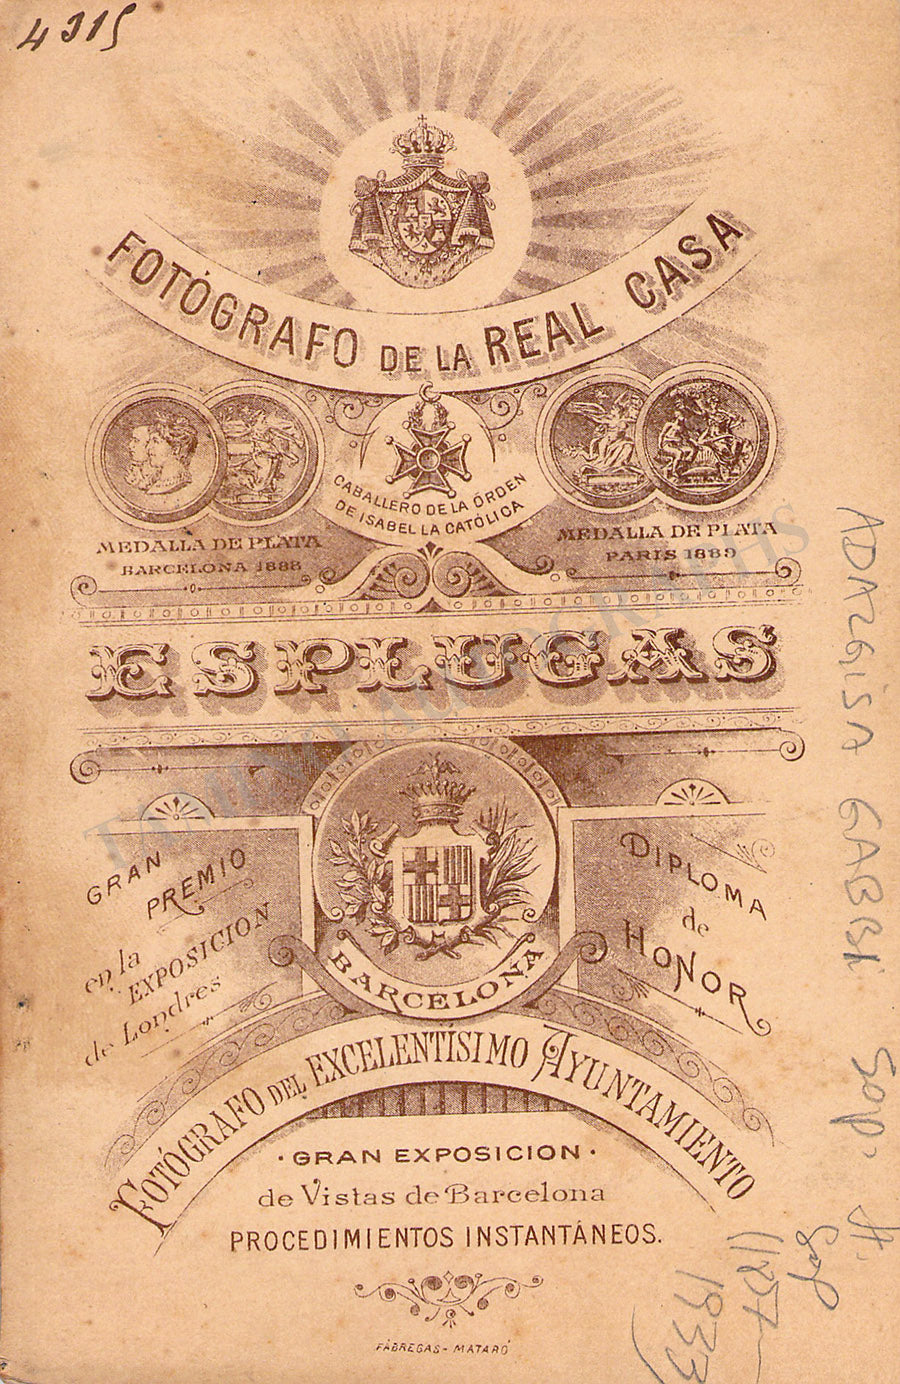 4315
FOTÓGRAFO DE LA REAL CASA
CABALLERO DE LA ÓRDEN
DE ISABEL LA CATÓLICA
MEDALLA DE PLATA
BARCELONA 1888
MEDALLA DE PLATA
PARIS 1889
ESPLUGAS
TAMINO AUTOGRAPHS
GRAN
PREMIO
en la
EXPOSICION
de Londres
BARCELONA
DIPLOMA
de
HONOR
FOTÓGRAFO DEL EXCELENTÍSIMO AYUNTAMIENTO
· GRAN EXPOSICION ·
de Vistas de Barcelona
PROCEDIMIENTOS INSTANTÁNEOS.
FÁBREGAS - MATARÓ
ADALGISA GABBI Sop.
1933